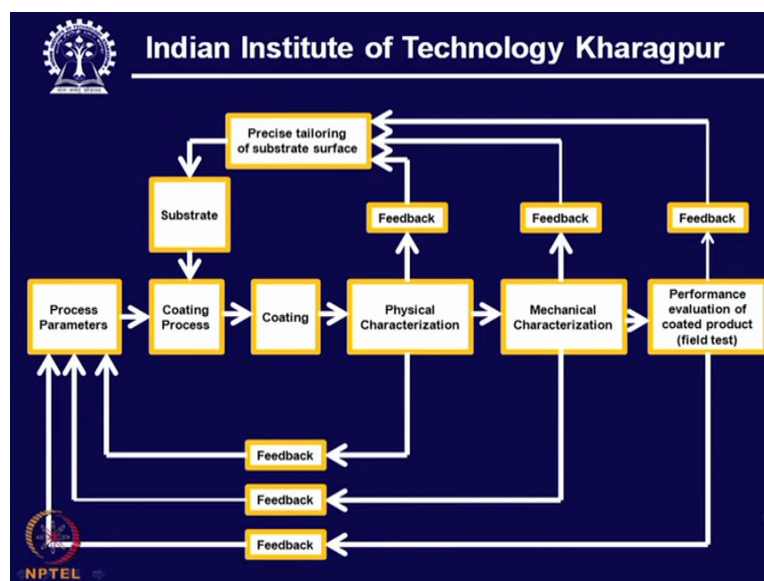 Indian Institute of Technology Kharagpur
Precise tailoring
of substrate surface
Substrate
Feedback
Feedback
Feedback
Process
Parameters
Coating
Process
Coating
Physical
Characterization
Mechanical
Characterization
Performance
evaluation of
coated product
(field test)
Feedback
Feedback
Feedback
NPTEL